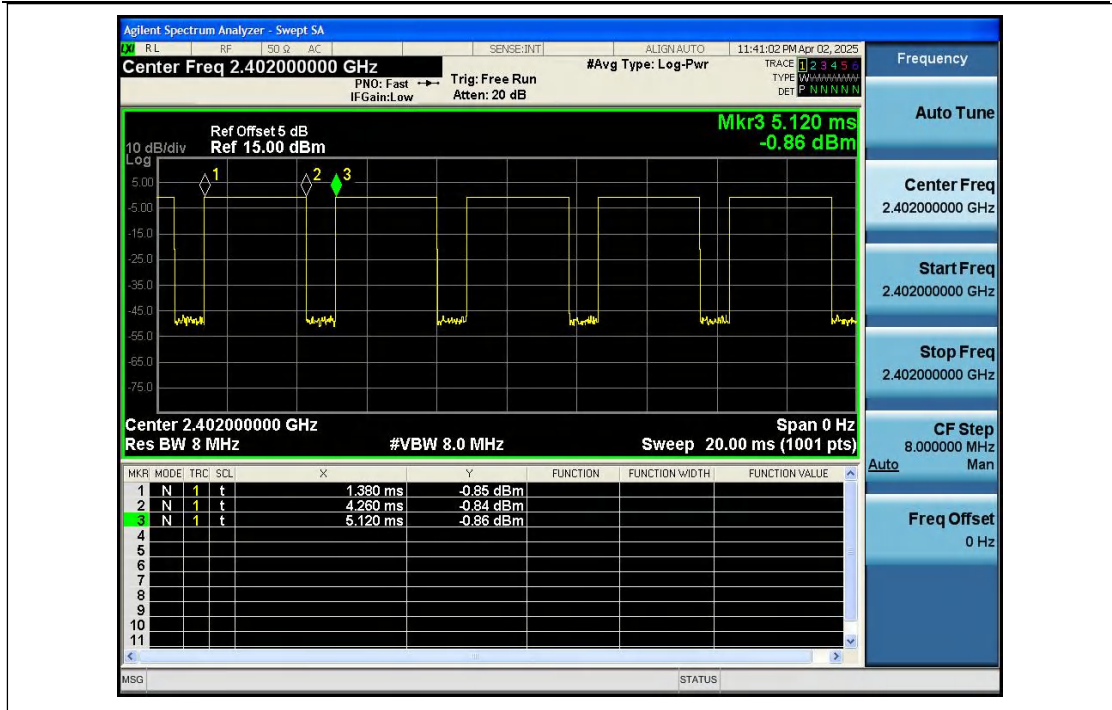 Agilent Spectrum Analyzer - Swept SA
LXI RL RF 50 Ω AC SENSE:INT ALIGN AUTO 11:41:02 PM Apr 02, 2025
Center Freq 2.402000000 GHz #Avg Type: Log-Pwr TRACE 1 2 3 4 5 6
PNO: Fast Trig: Free Run TYPE WWWWWW
IFGain:Low Atten: 20 dB DET P N N N N N
Mkr3 5.120 ms
Ref Offset 5 dB
10 dB/div Ref 15.00 dBm -0.86 dBm
Log
1 2 3
5.00
-5.00
-15.0
-25.0
-35.0
-45.0
-55.0
-65.0
-75.0
Center 2.402000000 GHz Span 0 Hz
Res BW 8 MHz #VBW 8.0 MHz Sweep 20.00 ms (1001 pts)
MKR MODE TRC SCL X Y FUNCTION FUNCTION WIDTH FUNCTION VALUE
1 N 1 t 1.380 ms -0.85 dBm
2 N 1 t 4.260 ms -0.84 dBm
3 N 1 t 5.120 ms -0.86 dBm
4
5
6
7
8
9
10
11
MSG STATUS
Frequency
Auto Tune
Center Freq
2.402000000 GHz
Start Freq
2.402000000 GHz
Stop Freq
2.402000000 GHz
CF Step
8.000000 MHz
Auto Man
Freq Offset
0 Hz